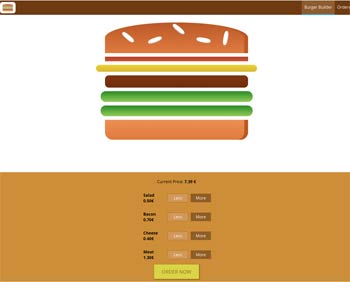 Burger Builder Orders
Current Price: 7.30 €
Salad
0.50€
Less More
Bacon
0.70€
Less More
Cheese
0.40€
Less More
Meat
1.30€
Less More
ORDER NOW